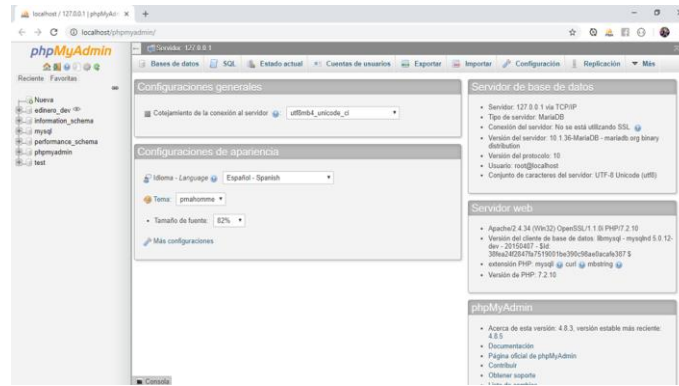 localhost / 127.0.0.1 | phpMyAd
localhost/phpmyadmin/
phpMyAdmin
Reciente Favoritas
Nueva
edinero_dev
information_schema
mysql
performance_schema
phpmyadmin
test
Servidor: 127.0.0.1
Bases de datos SQL Estado actual Cuentas de usuarios Exportar Importar Configuración Replicación Más
Configuraciones generales
Cotejamiento de la conexión al servidor: utf8mb4_unicode_ci
Configuraciones de apariencia
Idioma - Language Español - Spanish
Tema: pmahomme
Tamaño de fuente: 82%
Más configuraciones
Consola
Servidor de base de datos
Servidor: 127.0.0.1 via TCP/IP
Tipo de servidor: MariaDB
Conexión del servidor: No se está utilizando SSL
Versión del servidor: 10.1.36-MariaDB - mariadb.org binary
distribution
Versión del protocolo: 10
Usuario: root@localhost
Conjunto de caracteres del servidor: UTF-8 Unicode (utf8)
Servidor web
Apache/2.4.34 (Win32) OpenSSL/1.1.0i PHP/7.2.10
Versión del cliente de base de datos: libmysql - mysqlnd 5.0.12-
dev - 20150407 - $Id:
38fea24f2847fa7519001be390c98ae0acafe387 $
extensión PHP: mysqli curl mbstring
Versión de PHP: 7.2.10
phpMyAdmin
Acerca de esta versión: 4.8.3, versión estable más reciente:
4.8.5
Documentación
Página oficial de phpMyAdmin
Contribuir
Obtener soporte
Lista de cambios